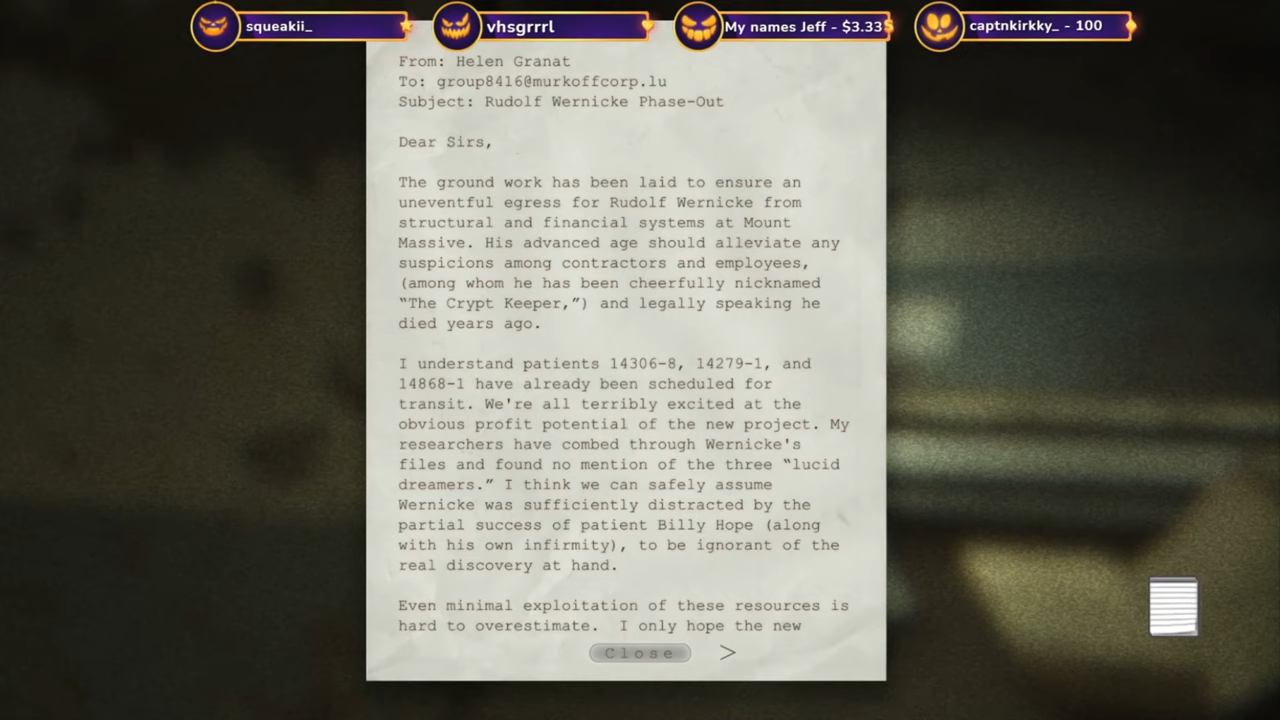 squeakii_
vhsgrrrl
My names Jeff - $3.33
captnkirkky_ - 100
From: Helen Granat
To: group8416@murkoffcorp.lu
Subject: Rudolf Wernicke Phase-Out
Dear Sirs,
The ground work has been laid to ensure an
uneventful egress for Rudolf Wernicke from
structural and financial systems at Mount
Massive. His advanced age should alleviate any
suspicions among contractors and employees,
(among whom he has been cheerfully nicknamed
“The Crypt Keeper,”) and legally speaking he
died years ago.
I understand patients 14306-8, 14279-1, and
14868-1 have already been scheduled for
transit. We're all terribly excited at the
obvious profit potential of the new project. My
researchers have combed through Wernicke's
files and found no mention of the three “lucid
dreamers.” I think we can safely assume
Wernicke was sufficiently distracted by the
partial success of patient Billy Hope (along
with his own infirmity), to be ignorant of the
real discovery at hand.
Even minimal exploitation of these resources is
hard to overestimate.  I only hope the new
Close >